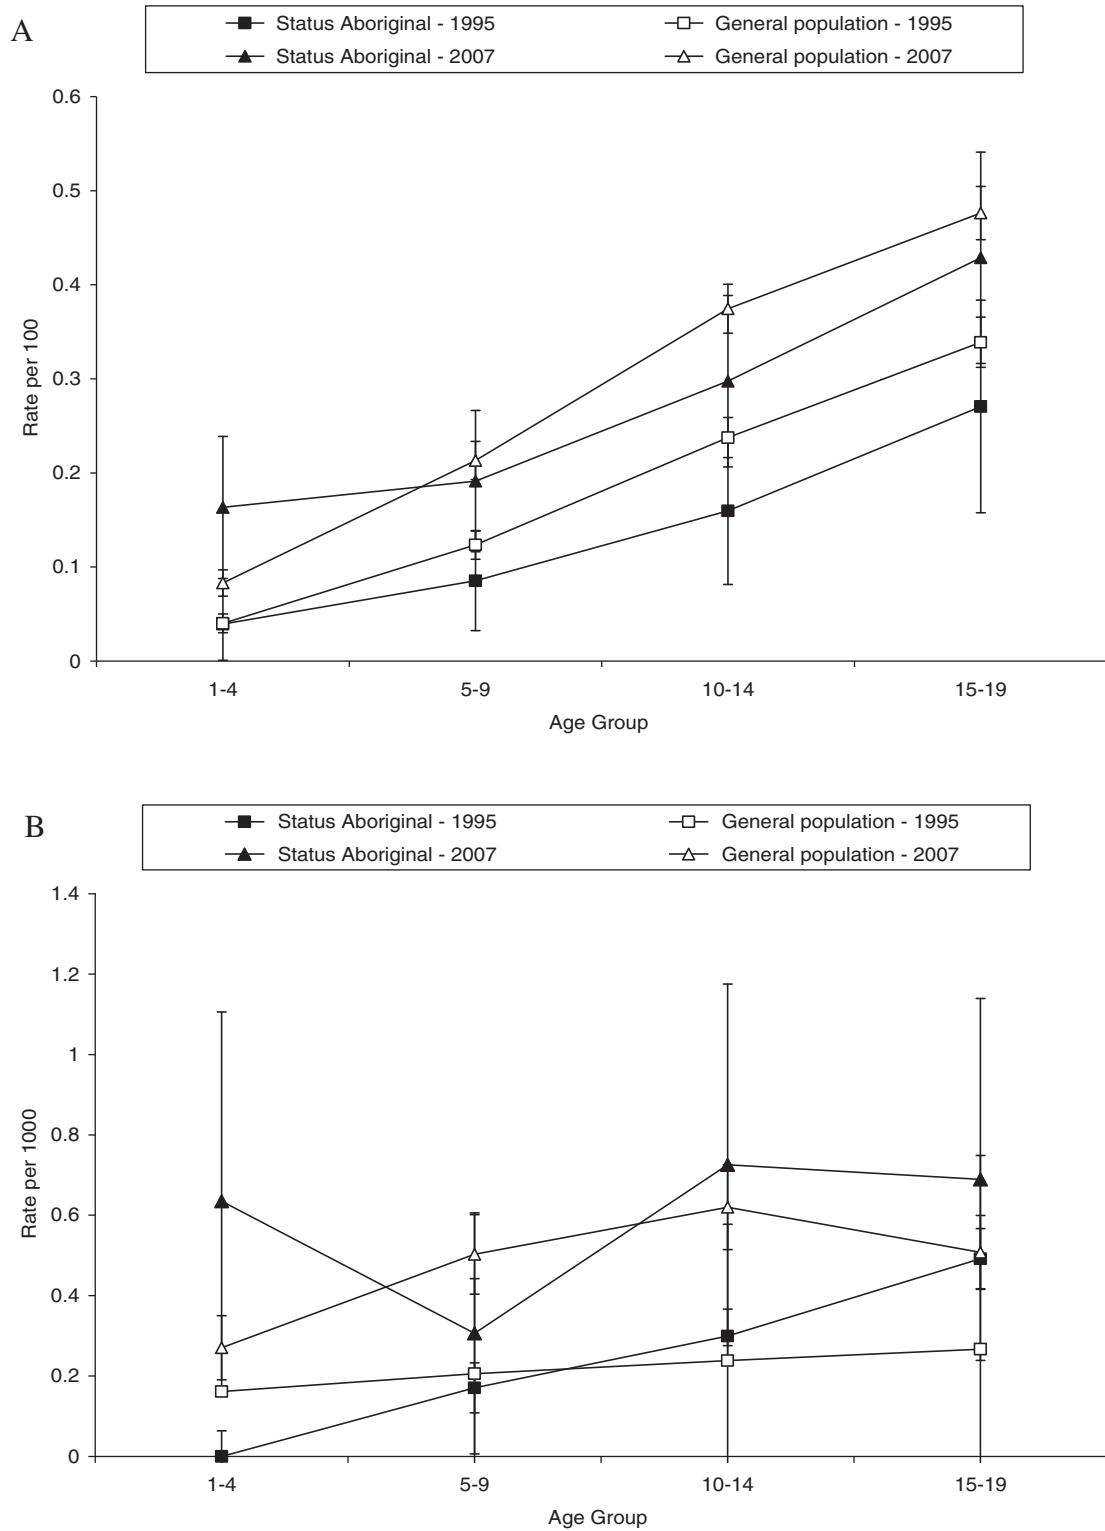 A
Status Aboriginal - 1995 General population - 1995
Status Aboriginal - 2007 General population - 2007
0.6
0.5
0.4
0.3
0.2
0.1
0
Rate per 100
1-4 5-9 10-14 15-19
Age Group
B
Status Aboriginal - 1995 General population - 1995
Status Aboriginal - 2007 General population - 2007
1.4
1.2
1
0.8
0.6
0.4
0.2
0
Rate per 1000
1-4 5-9 10-14 15-19
Age Group